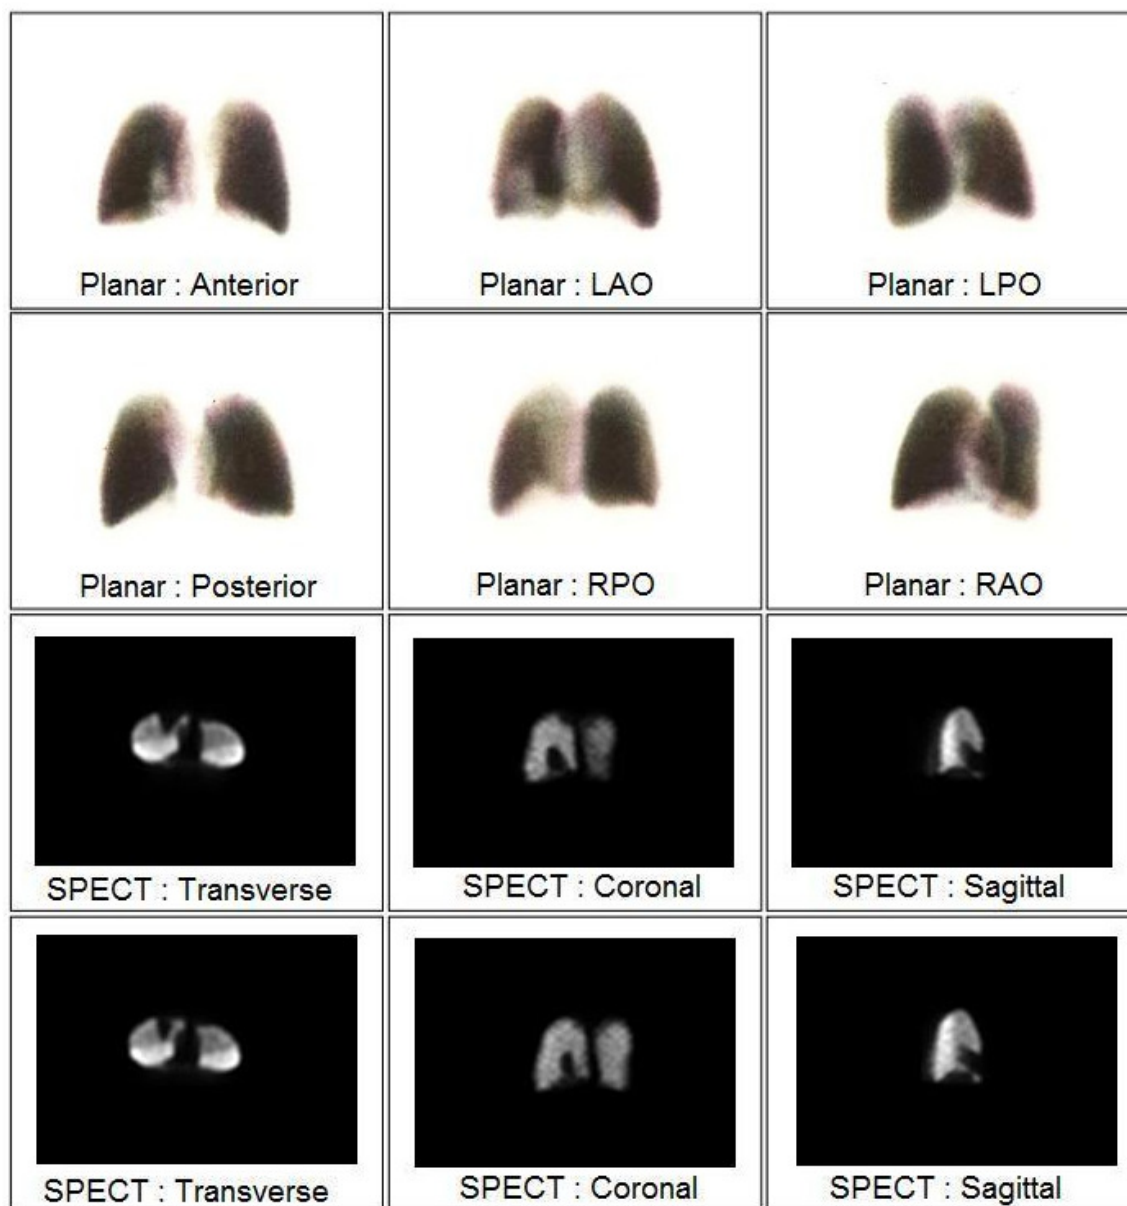 Planar : Anterior
Planar : LAO
Planar : LPO
Planar : Posterior
Planar : RPO
Planar : RAO
SPECT : Transverse
SPECT : Coronal
SPECT : Sagittal
SPECT : Transverse
SPECT : Coronal
SPECT : Sagittal